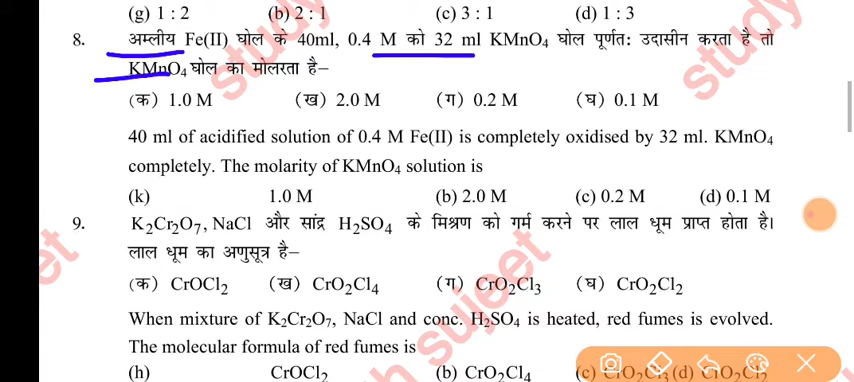 (g) 1 : 2 (b) 2 : 1 (c) 3 : 1 (d) 1 : 3
8. अम्लीय Fe(II) घोल के 40ml, 0.4 M को 32 ml KMnO₄ घोल पूर्णत: उदासीन करता है तो
KMnO₄ घोल का मोलरता है–
(क) 1.0 M (ख) 2.0 M (ग) 0.2 M (घ) 0.1 M
40 ml of acidified solution of 0.4 M Fe(II) is completely oxidised by 32 ml. KMnO₄
completely. The molarity of KMnO₄ solution is
(k) 1.0 M (b) 2.0 M (c) 0.2 M (d) 0.1 M
9. K₂Cr₂O₇, NaCl और सांद्र H₂SO₄ के मिश्रण को गर्म करने पर लाल धूम प्राप्त होता है।
लाल धूम का अणुसूत्र है–
(क) CrOCl₂ (ख) CrO₂Cl₄ (ग) CrO₂Cl₃ (घ) CrO₂Cl₂
When mixture of K₂Cr₂O₇, NaCl and conc. H₂SO₄ is heated, red fumes is evolved.
The molecular formula of red fumes is
(h) CrOCl₂ (b) CrO₂Cl₄ (c) CrO₂Cl₃ (d) CrO₂Cl₂